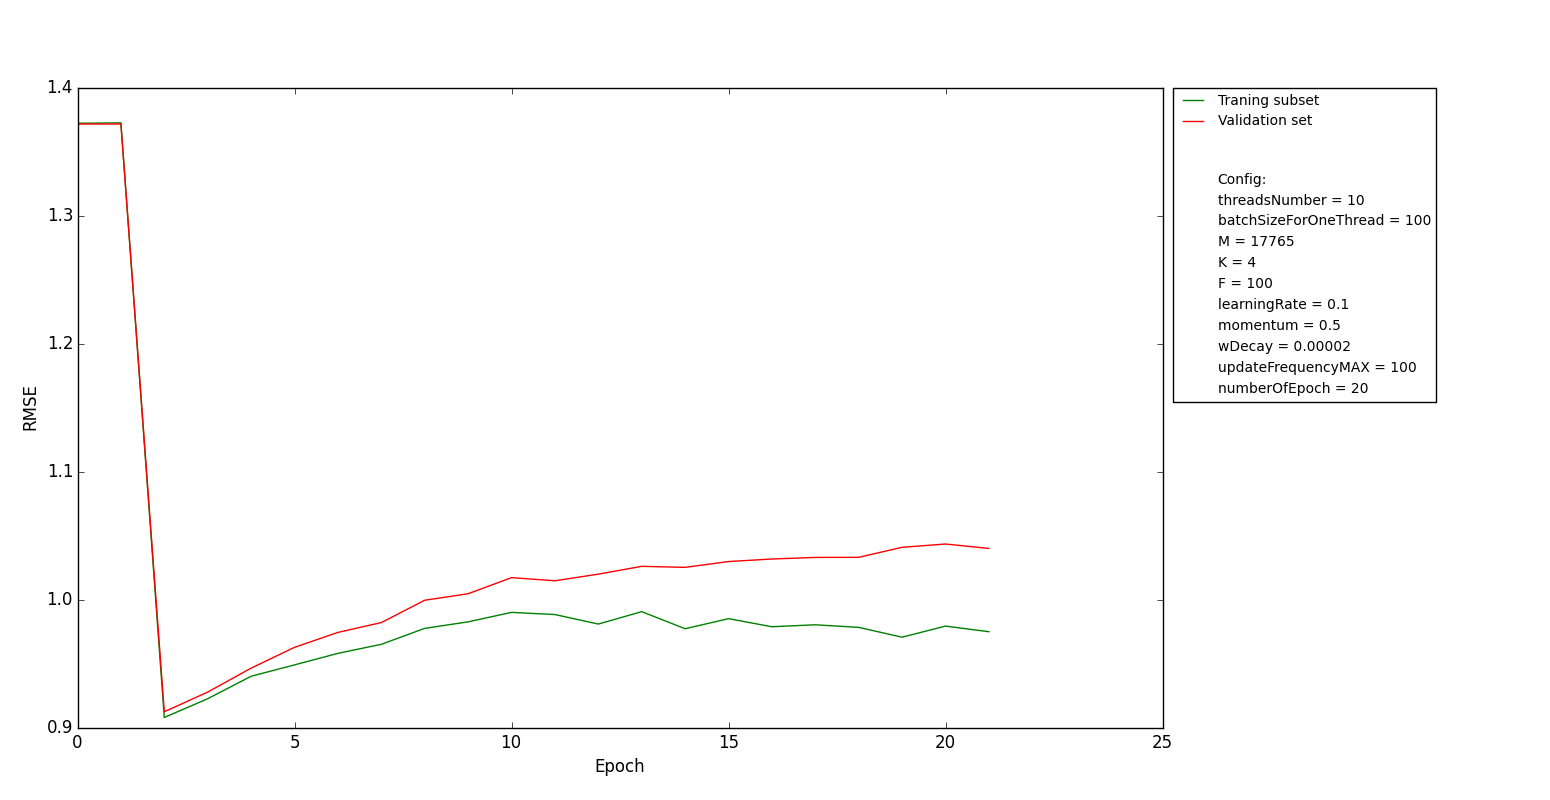 1.4
1.3
1.2
1.1
1.0
0.9
0
5
10
15
20
25
RMSE
Epoch
Traning subset
Validation set
Config:
threadsNumber = 10
batchSizeForOneThread = 100
M = 17765
K = 4
F = 100
learningRate = 0.1
momentum = 0.5
wDecay = 0.00002
updateFrequencyMAX = 100
numberOfEpoch = 20